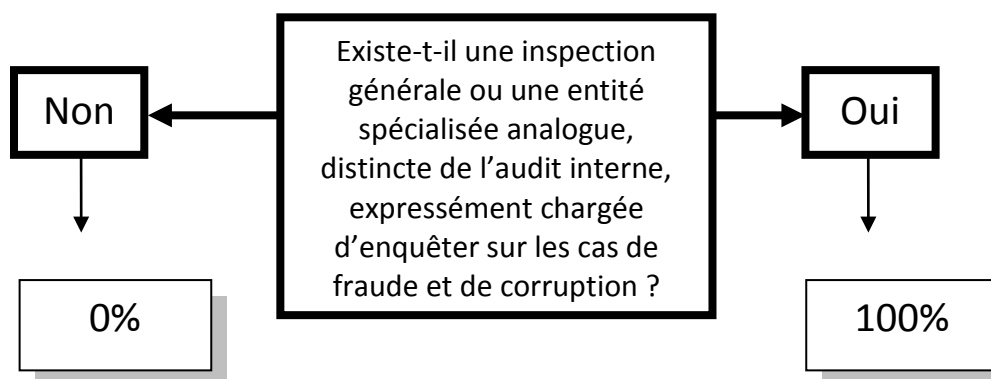 Existe-t-il une inspection
générale ou une entité
spécialisée analogue,
distincte de l’audit interne,
expressément chargée
d’enquêter sur les cas de
fraude et de corruption ?
Non
Oui
0%
100%